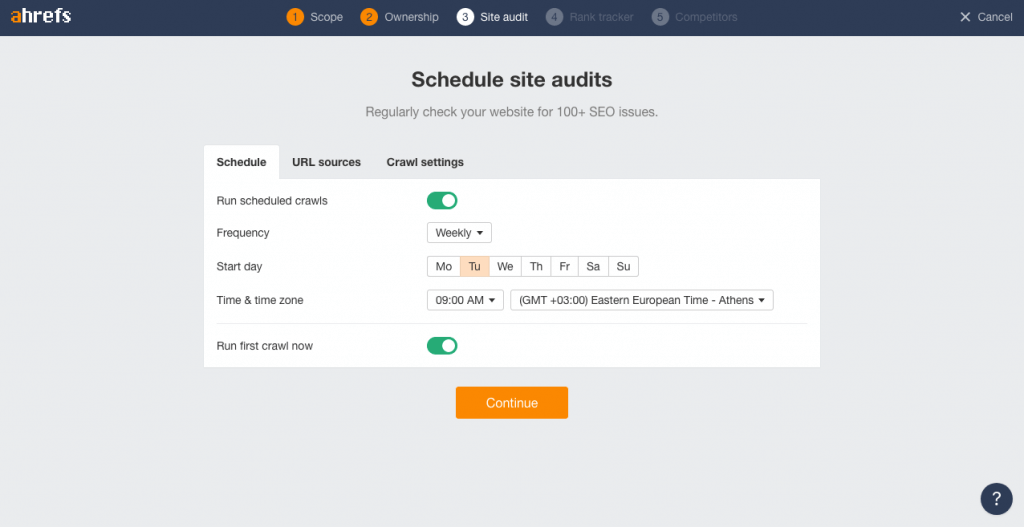 ahrefs 1 Scope 2 Ownership 3 Site audit 4 Rank tracker 5 Competitors Cancel
Schedule site audits
Regularly check your website for 100+ SEO issues.
Schedule URL sources Crawl settings
Run scheduled crawls
Frequency Weekly
Start day Mo Tu We Th Fr Sa Su
Time & time zone 09:00 AM (GMT +03:00) Eastern European Time - Athens
Run first crawl now
Continue
?